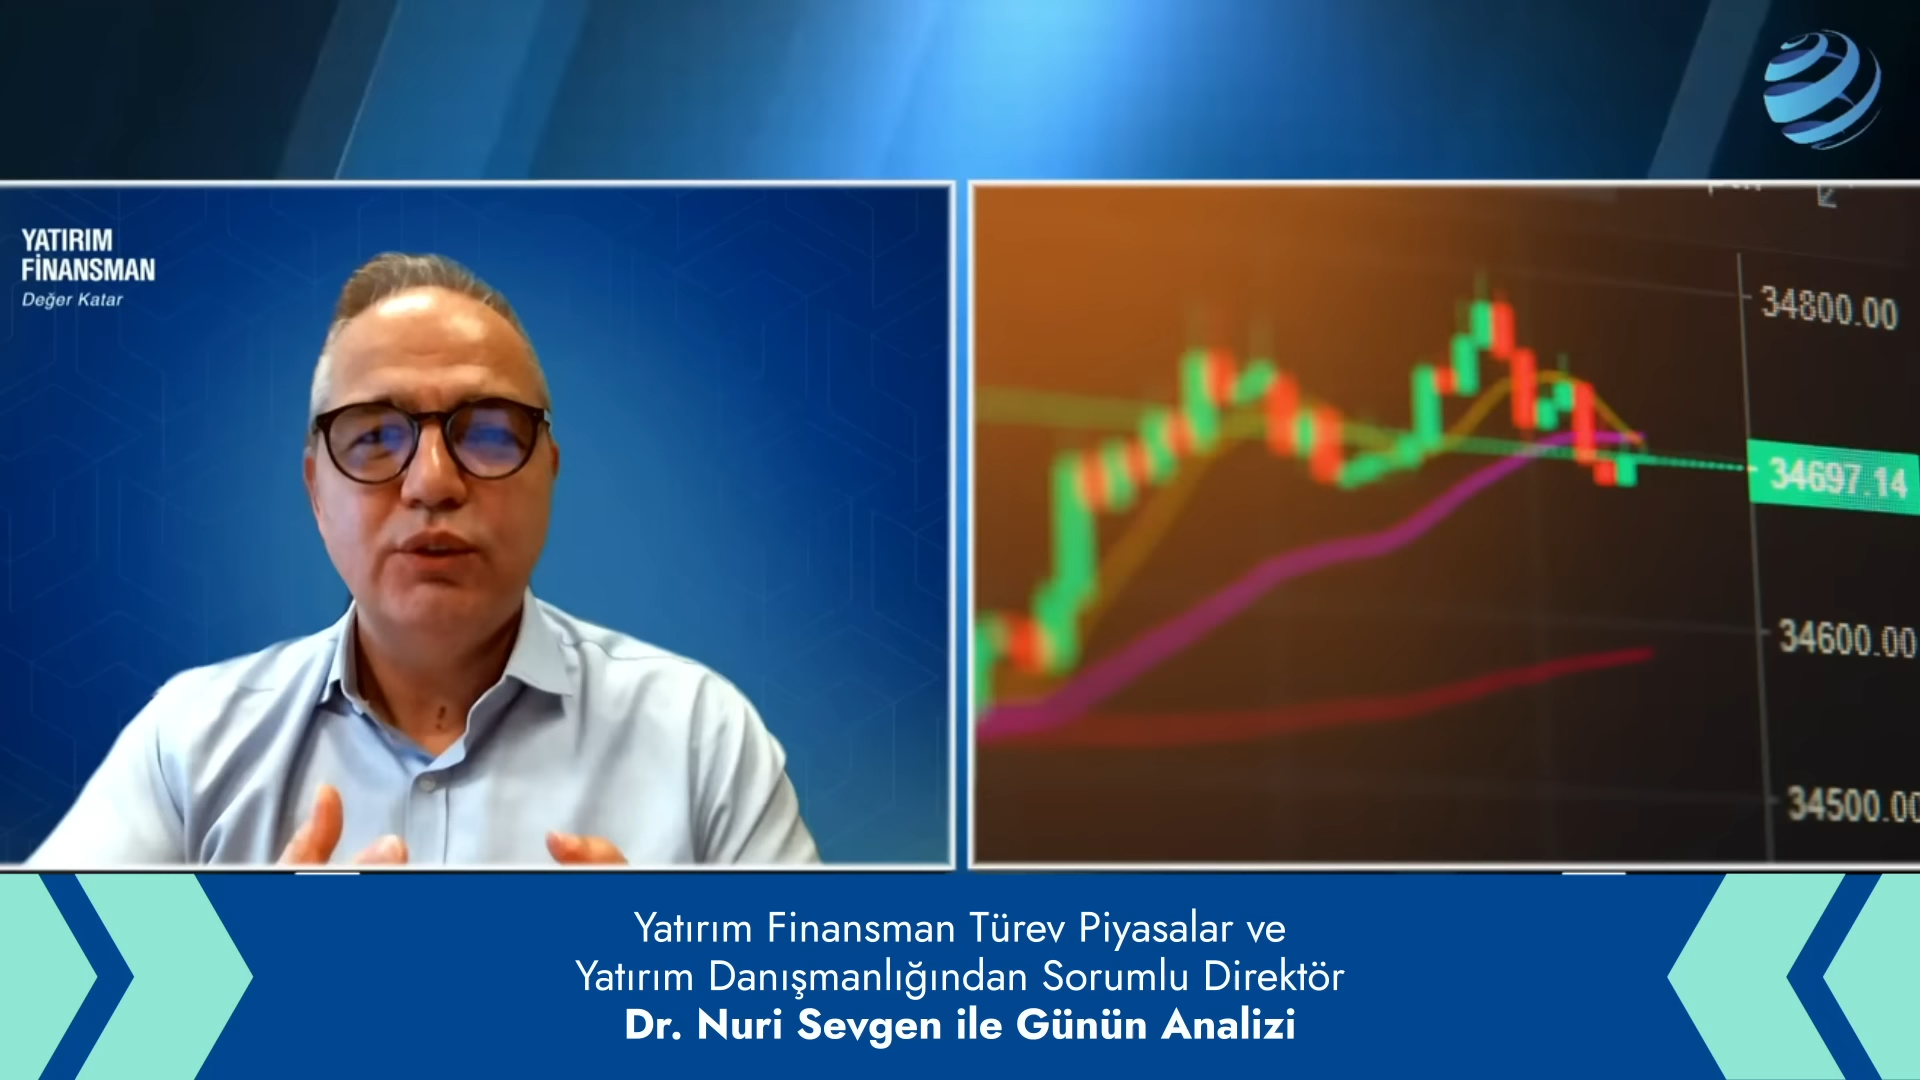 YATIRIM
FİNANSMAN
Değer Katar
34800.00
34697.14
34600.00
34500.00
Yatırım Finansman Türev Piyasalar ve
Yatırım Danışmanlığından Sorumlu Direktör
Dr. Nuri Sevgen ile Günün Analizi